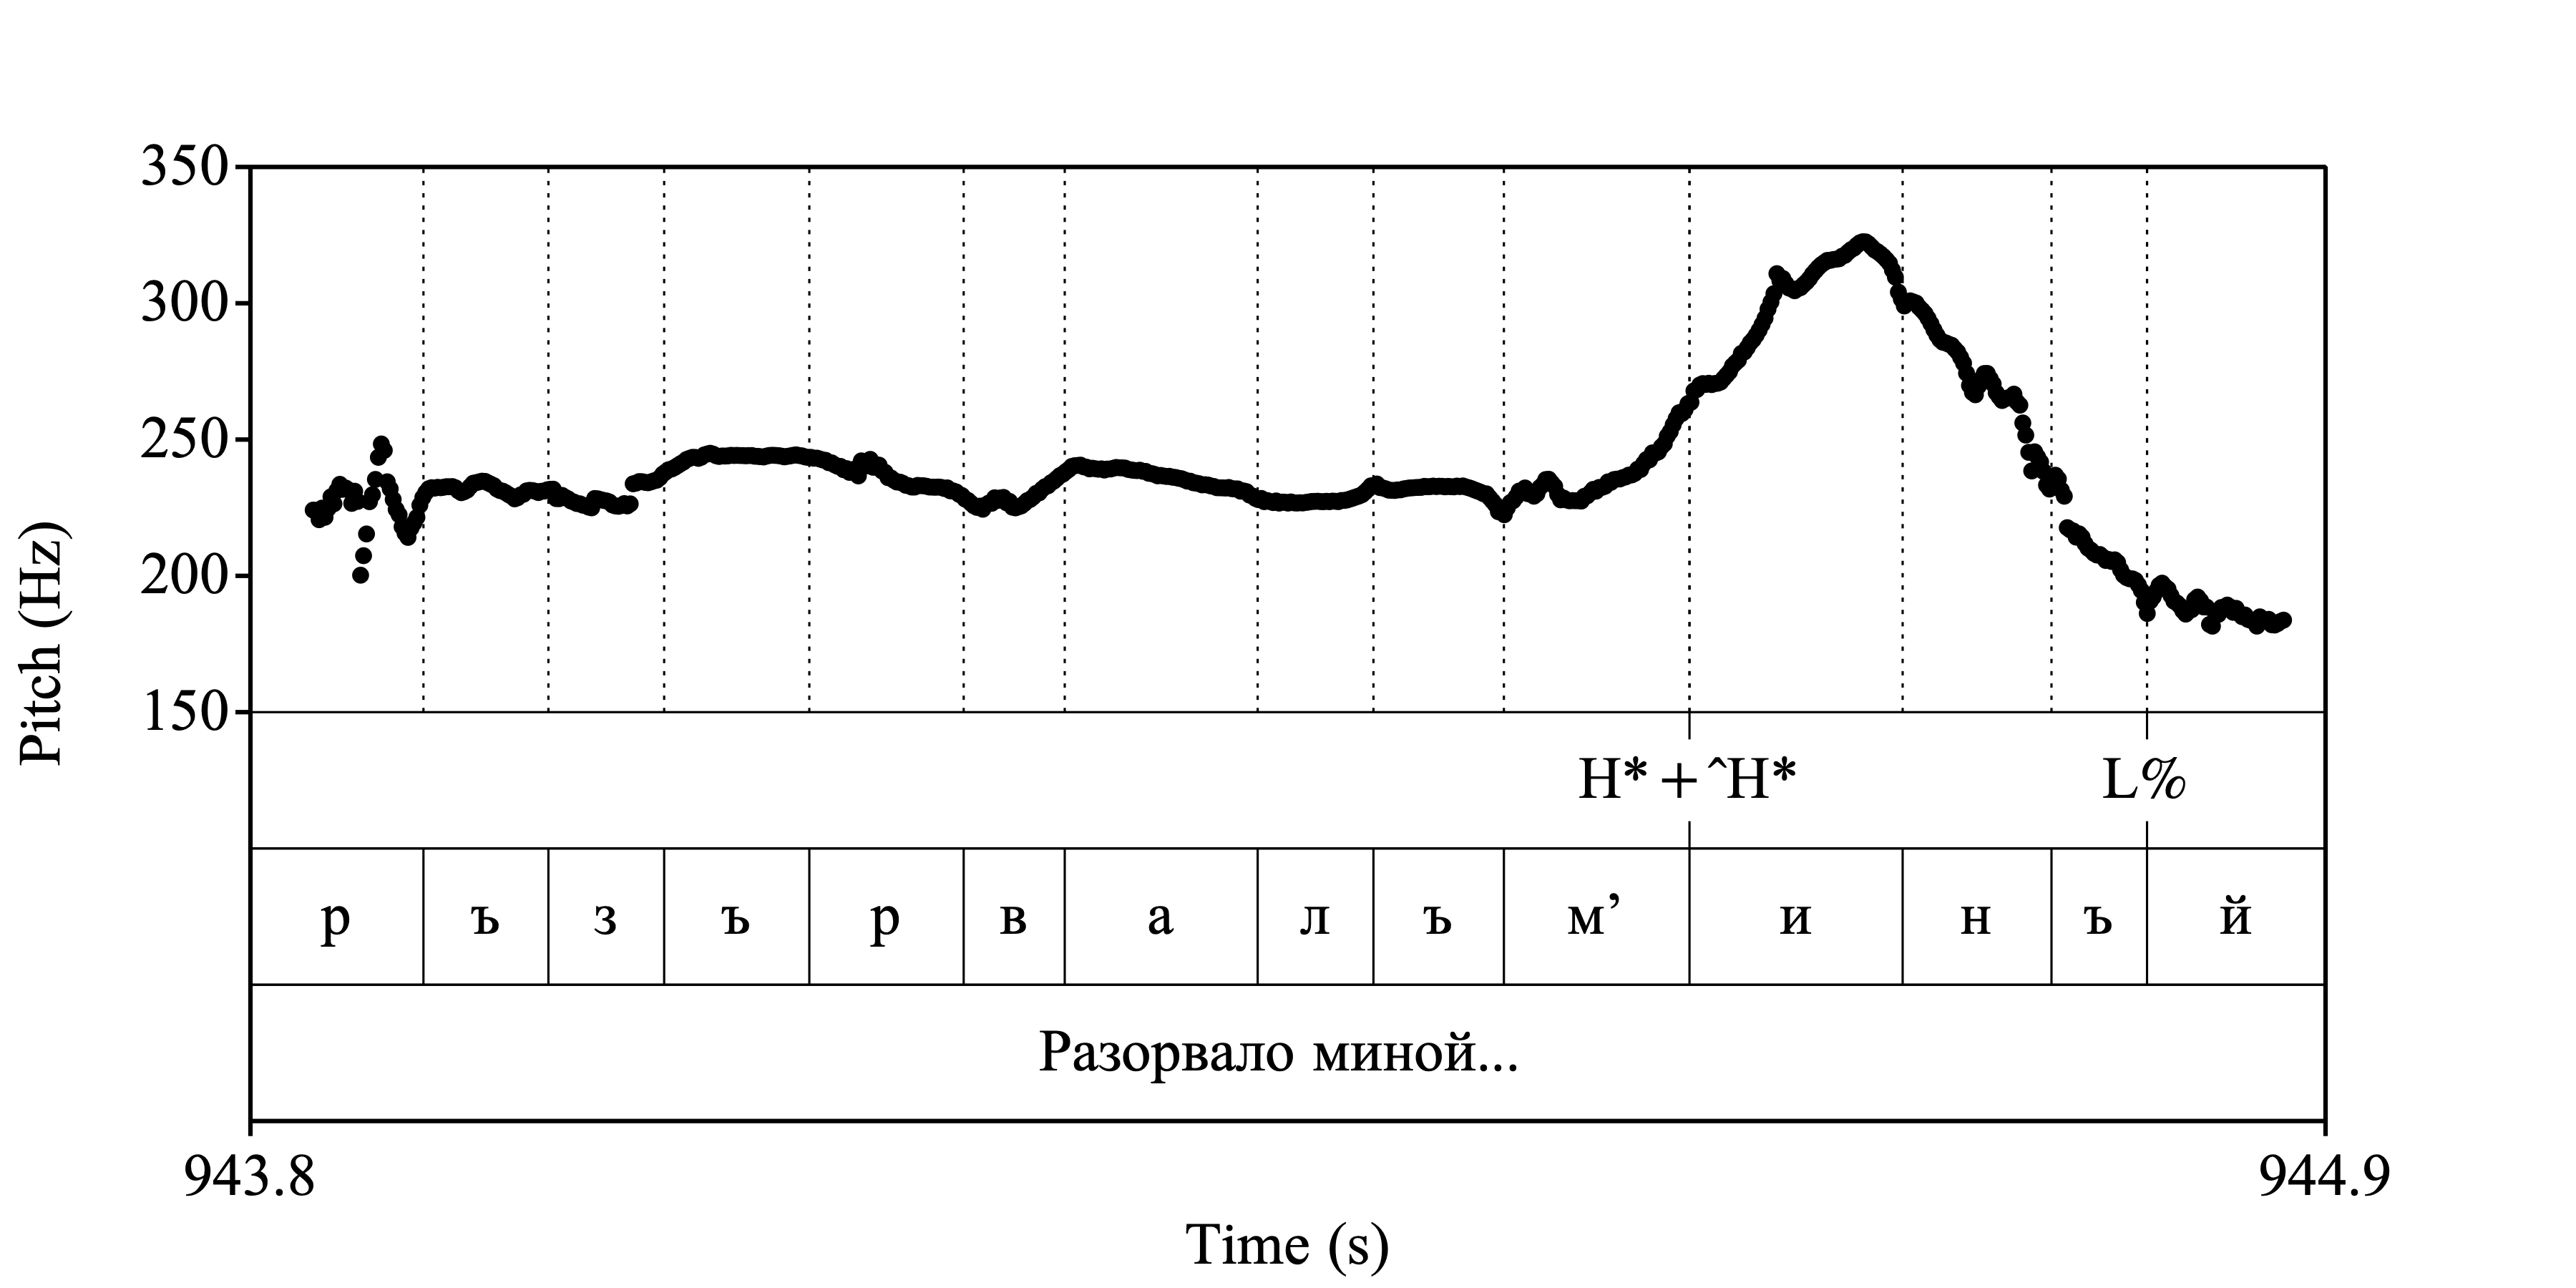 350
300
250
200
150
Pitch (Hz)
H* + ^H* L%
р ъ з ъ р в а л ъ м’ и н ъ й
Разорвало миной...
943.8 944.9
Time (s)